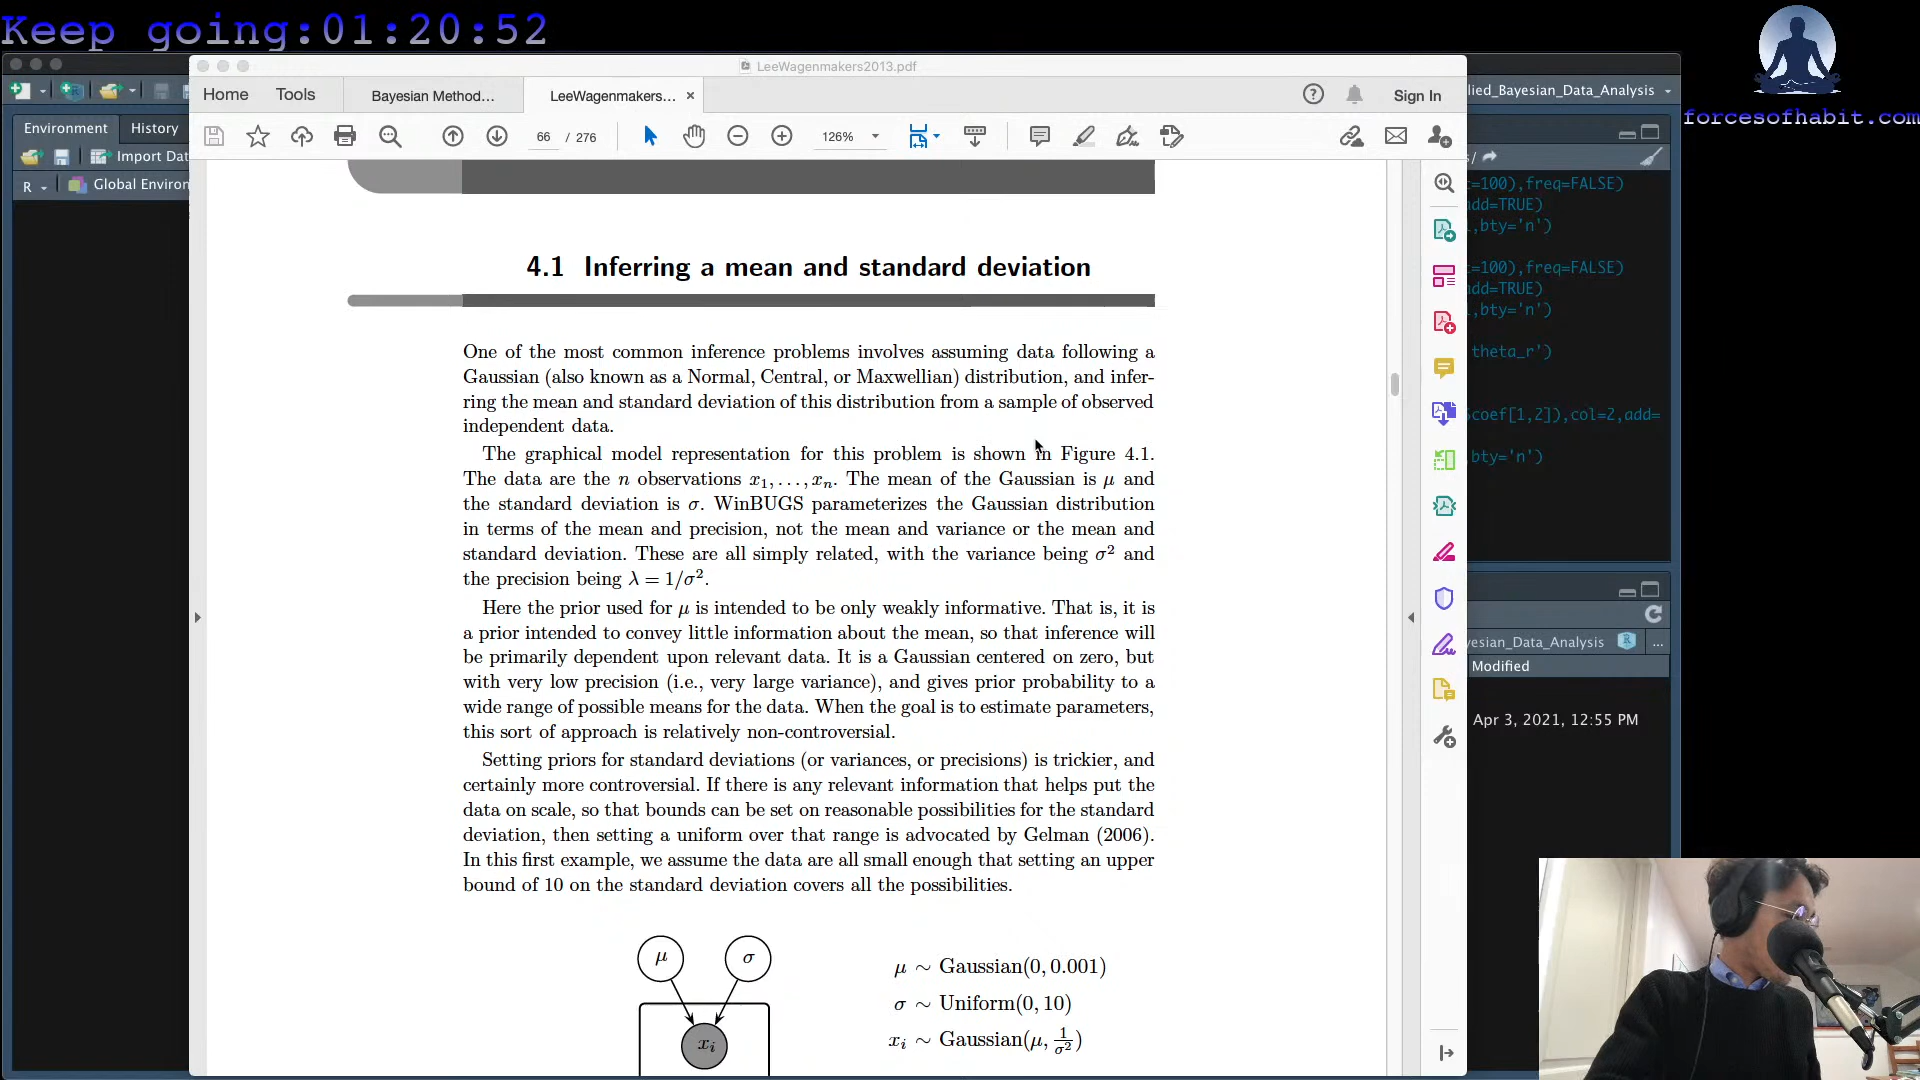 Keep going:01:20:52
forcesofhabit.com
LeeWagenmakers2013.pdf
Home
Tools
Bayesian Method...
LeeWagenmakers... ×
Sign In
66 / 276
126%
Environment
History
Import Dat
R
Global Environ
lied_Bayesian_Data_Analysis
4.1 Inferring a mean and standard deviation
One of the most common inference problems involves assuming data following a
Gaussian (also known as a Normal, Central, or Maxwellian) distribution, and infer-
ring the mean and standard deviation of this distribution from a sample of observed
independent data.
The graphical model representation for this problem is shown in Figure 4.1.
The data are the n observations x₁, . . . , xₙ. The mean of the Gaussian is μ and
the standard deviation is σ. WinBUGS parameterizes the Gaussian distribution
in terms of the mean and precision, not the mean and variance or the mean and
standard deviation. These are all simply related, with the variance being σ² and
the precision being λ = 1/σ².
Here the prior used for μ is intended to be only weakly informative. That is, it is
a prior intended to convey little information about the mean, so that inference will
be primarily dependent upon relevant data. It is a Gaussian centered on zero, but
with very low precision (i.e., very large variance), and gives prior probability to a
wide range of possible means for the data. When the goal is to estimate parameters,
this sort of approach is relatively non-controversial.
Setting priors for standard deviations (or variances, or precisions) is trickier, and
certainly more controversial. If there is any relevant information that helps put the
data on scale, so that bounds can be set on reasonable possibilities for the standard
deviation, then setting a uniform over that range is advocated by Gelman (2006).
In this first example, we assume the data are all small enough that setting an upper
bound of 10 on the standard deviation covers all the possibilities.
μ
σ
xᵢ
μ ~ Gaussian(0, 0.001)
σ ~ Uniform(0, 10)
xᵢ ~ Gaussian(μ, 1/σ²)
/
=100),freq=FALSE)
dd=TRUE)
,bty='n')
=100),freq=FALSE)
dd=TRUE)
,bty='n')
theta_r')
coef[1,2]),col=2,add=
bty='n')
yesian_Data_Analysis
...
Modified
Apr 3, 2021, 12:55 PM